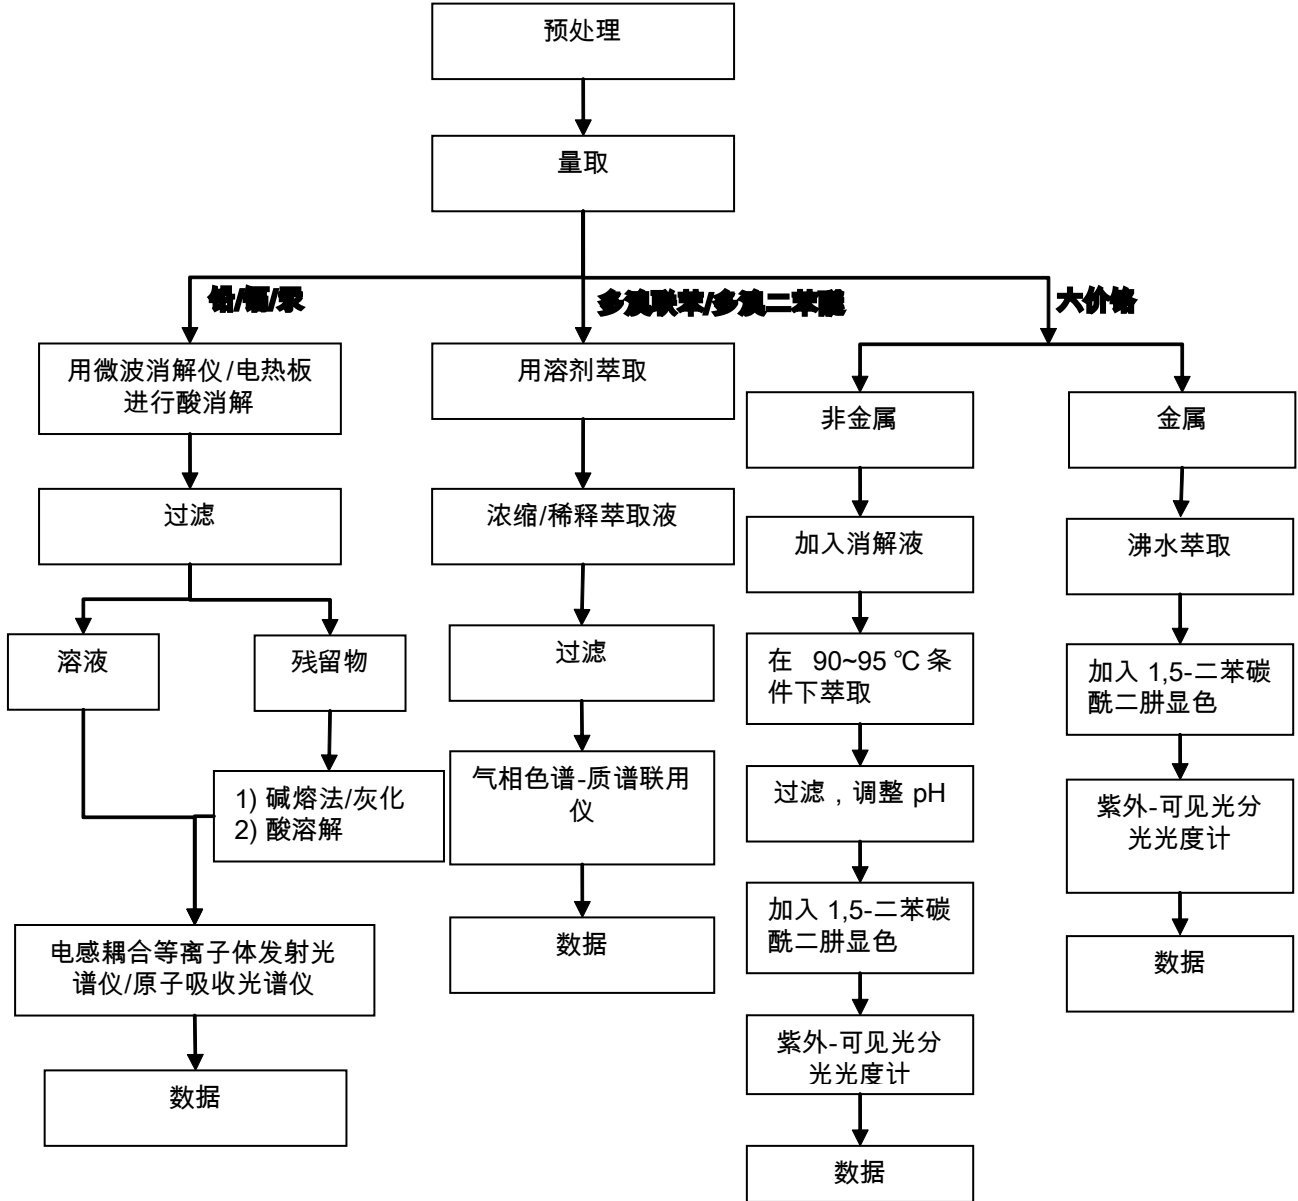 预处理
量取
铅/镉/汞
多溴联苯/多溴二苯醚
六价铬
用微波消解仪/电热板
进行酸消解
过滤
溶液
残留物
1) 碱熔法/灰化
2) 酸溶解
电感耦合等离子体发射光
谱仪/原子吸收光谱仪
数据
用溶剂萃取
浓缩/稀释萃取液
过滤
气相色谱-质谱联用
仪
数据
非金属
加入消解液
在 90~95 ℃ 条
件下萃取
过滤，调整 pH
加入 1,5-二苯碳
酰二肼显色
紫外-可见光分
光光度计
数据
金属
沸水萃取
加入 1,5-二苯碳
酰二肼显色
紫外-可见光分
光光度计
数据